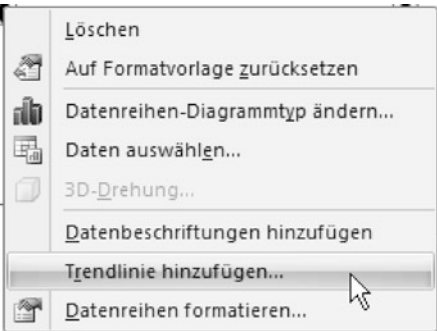 Löschen
Auf Formatvorlage zurücksetzen
Datenreihen-Diagrammtyp ändern...
Daten auswählen...
3D-Drehung...
Datenbeschriftungen hinzufügen
Trendlinie hinzufügen...
Datenreihen formatieren...